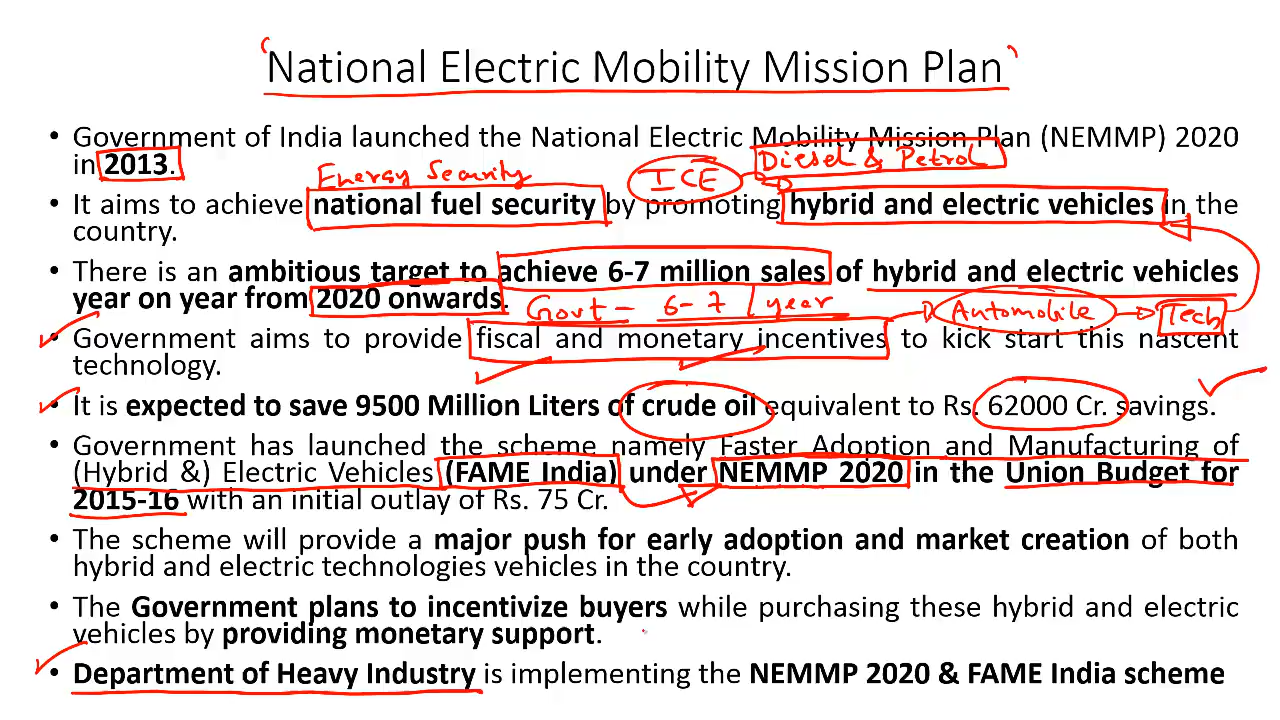 National Electric Mobility Mission Plan
• Government of India launched the National Electric Mobility Mission Plan (NEMMP) 2020
in 2013.
Diesel & Petrol
Energy Security
ICE
• It aims to achieve national fuel security by promoting hybrid and electric vehicles in the
country.
• There is an ambitious target to achieve 6-7 million sales of hybrid and electric vehicles
year on year from 2020 onwards.
Govt = 6-7 / year
Automobile
Tech
• Government aims to provide fiscal and monetary incentives to kick start this nascent
technology.
• It is expected to save 9500 Million Liters of crude oil equivalent to Rs. 62000 Cr. savings.
• Government has launched the scheme namely Faster Adoption and Manufacturing of
(Hybrid &) Electric Vehicles (FAME India) under NEMMP 2020 in the Union Budget for
2015-16 with an initial outlay of Rs. 75 Cr.
• The scheme will provide a major push for early adoption and market creation of both
hybrid and electric technologies vehicles in the country.
• The Government plans to incentivize buyers while purchasing these hybrid and electric
vehicles by providing monetary support.
• Department of Heavy Industry is implementing the NEMMP 2020 & FAME India scheme